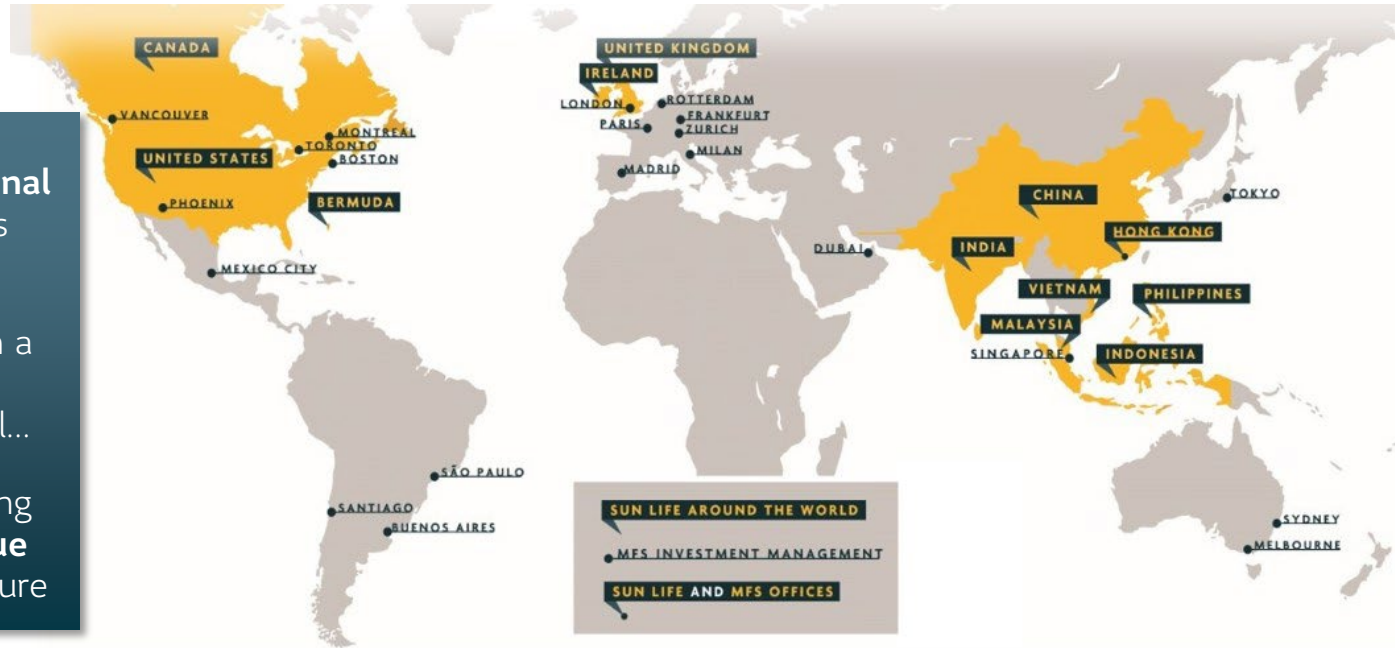 nal
s
n a
l...
ng
ue
ure
CANADA
VANCOUVER
MONTRÉAL
TORONTO
BOSTON
UNITED STATES
PHOENIX
BERMUDA
MEXICO CITY
SÃO PAULO
SANTIAGO
BUENOS AIRES
UNITED KINGDOM
IRELAND
LONDON
ROTTERDAM
FRANKFURT
PARIS
ZURICH
MILAN
MADRID
DUBAI
CHINA
TOKYO
HONG KONG
INDIA
VIETNAM
PHILIPPINES
MALAYSIA
SINGAPORE
INDONESIA
SYDNEY
MELBOURNE
SUN LIFE AROUND THE WORLD
MFS INVESTMENT MANAGEMENT
SUN LIFE AND MFS OFFICES